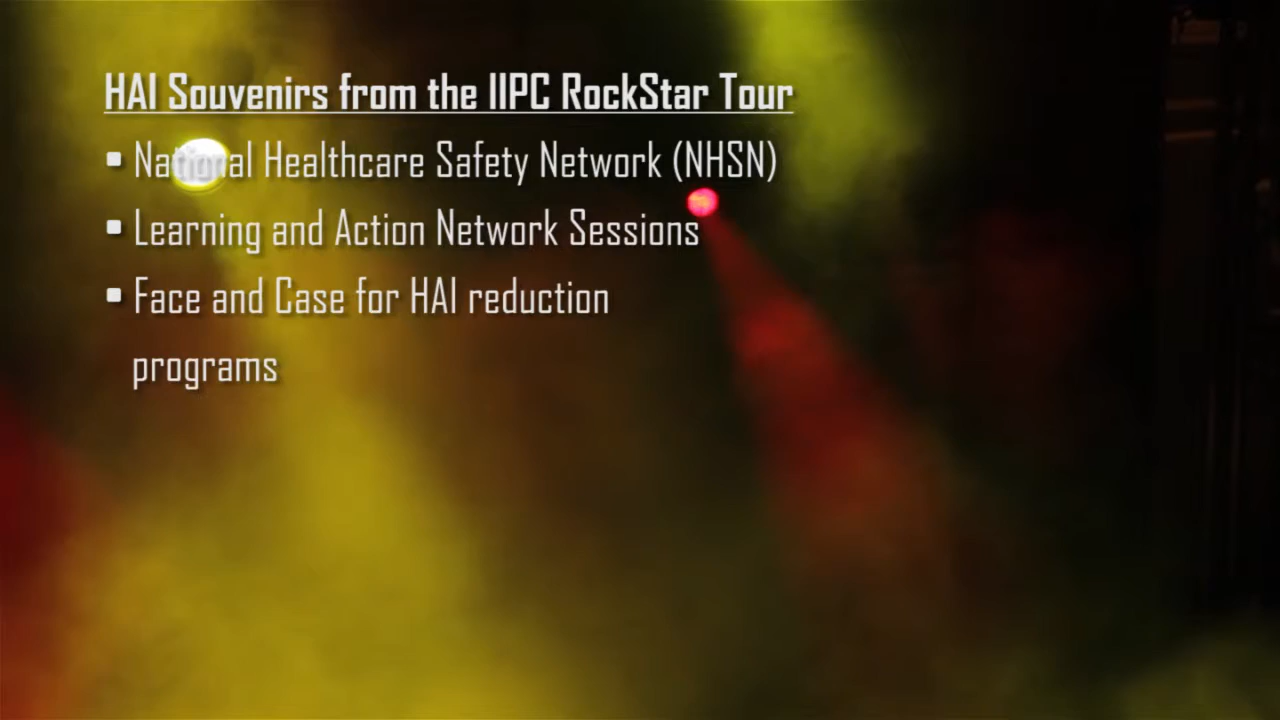 HAI Souvenirs from the IIPC RockStar Tour
▪ National Healthcare Safety Network (NHSN)
▪ Learning and Action Network Sessions
▪ Face and Case for HAI reduction
programs